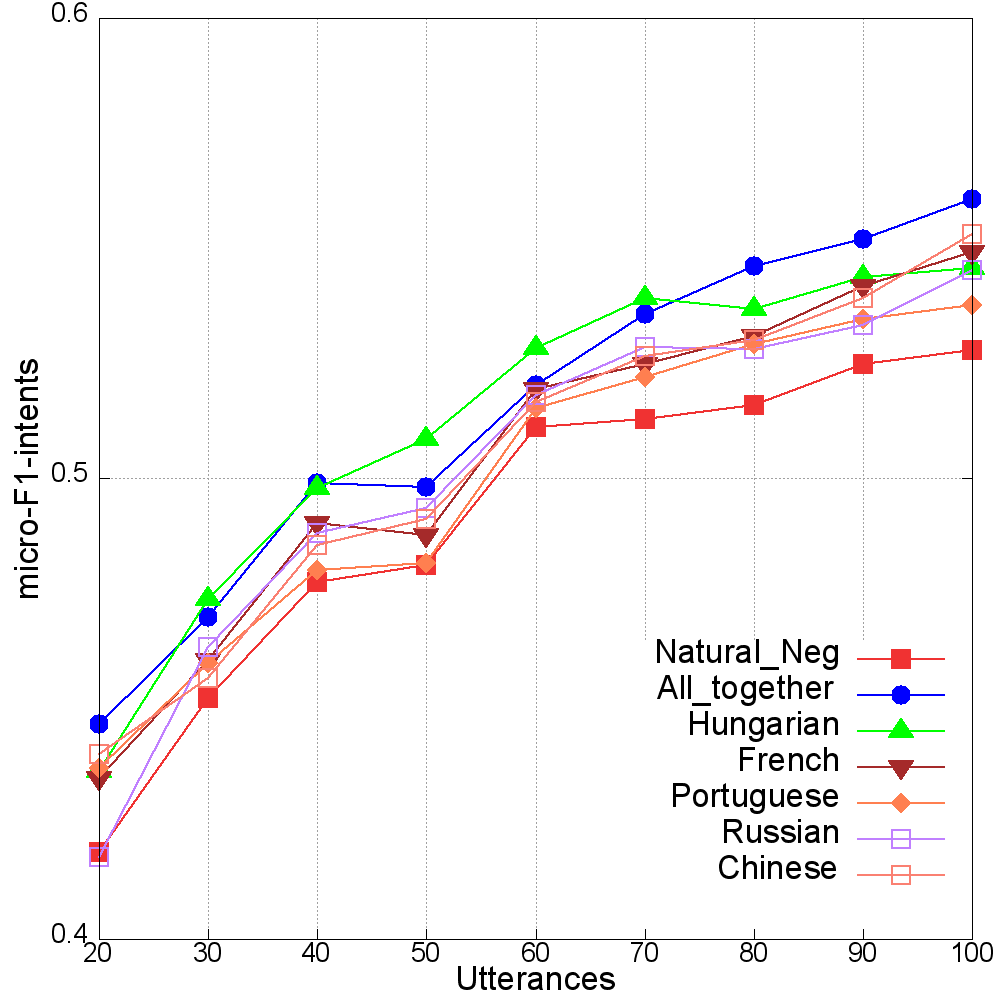 0.6
0.5
0.4
micro-F1-intents
Natural_Neg
All_together
Hungarian
French
Portuguese
Russian
Chinese
20 30 40 50 60 70 80 90 100
Utterances